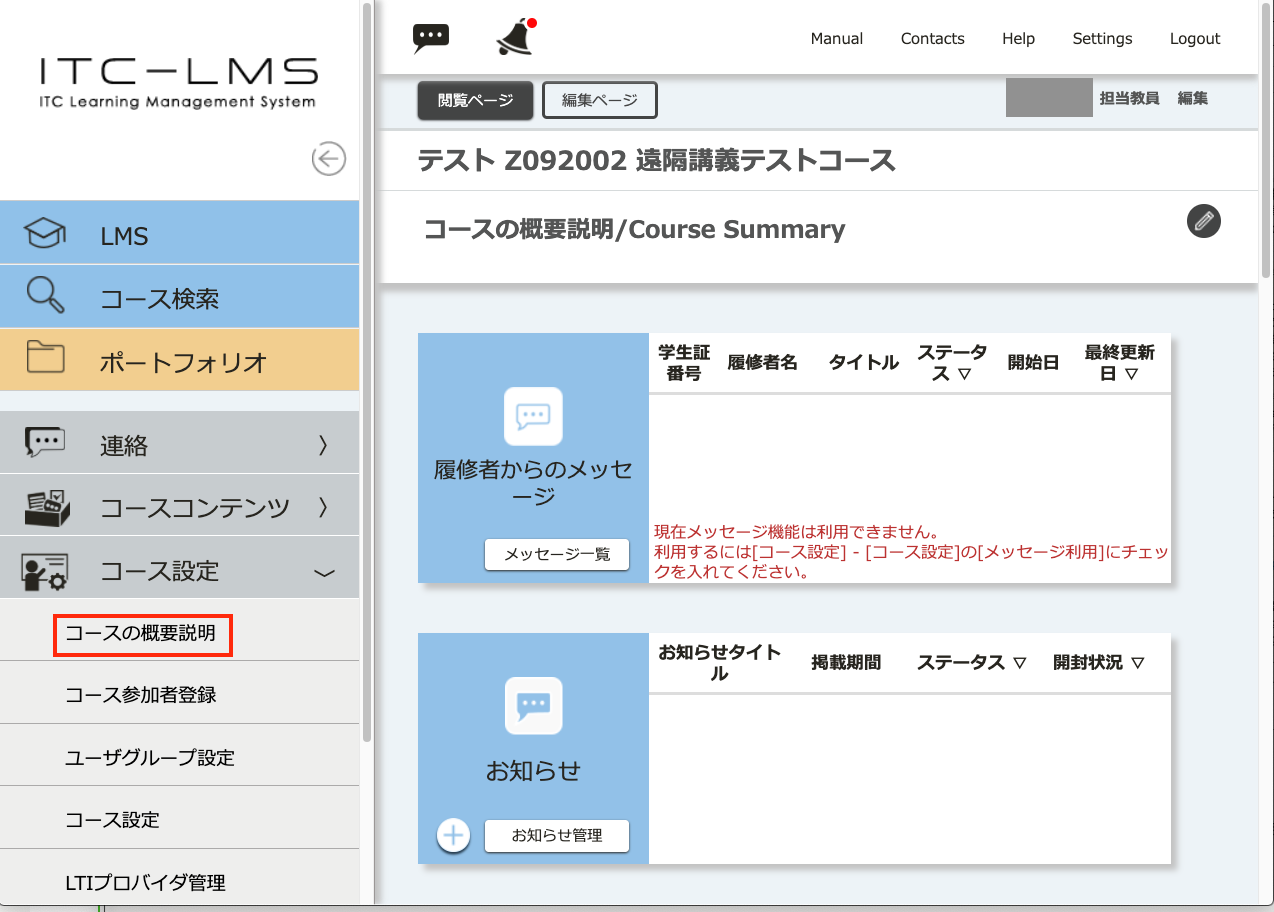 ITC-LMS
ITC Learning Management System
LMS
コース検索
ポートフォリオ
連絡
コースコンテンツ
コース設定
コースの概要説明
コース参加者登録
ユーザグループ設定
コース設定
LTIプロバイダ管理
Manual Contacts Help Settings Logout
閲覧ページ 編集ページ
担当教員 編集
テスト Z092002 遠隔講義テストコース
コースの概要説明/Course Summary
履修者からのメッセ
ージ
メッセージ一覧
学生証
番号
履修者名
タイトル
ステータ
ス ▽
開始日
最終更新
日 ▽
現在メッセージ機能は利用できません。
利用するには[コース設定] - [コース設定]の[メッセージ利用]にチェッ
クを入れてください。
お知らせ
お知らせ管理
お知らせタイト
ル
掲載期間
ステータス ▽
開封状況 ▽